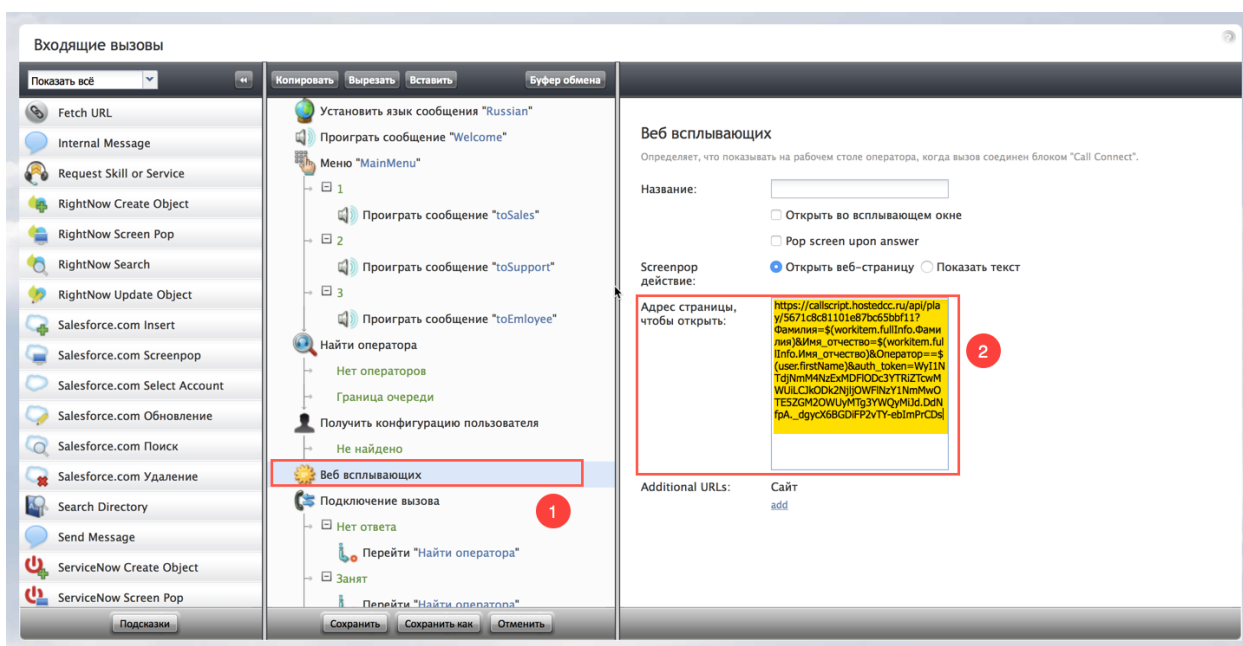 Входящие вызовы
Показать всё
Копировать Вырезать Вставить Буфер обмена
Fetch URL
Internal Message
Request Skill or Service
RightNow Create Object
RightNow Screen Pop
RightNow Search
RightNow Update Object
Salesforce.com Insert
Salesforce.com Screenpop
Salesforce.com Select Account
Salesforce.com Обновление
Salesforce.com Поиск
Salesforce.com Удаление
Search Directory
Send Message
ServiceNow Create Object
ServiceNow Screen Pop
Подсказки
Установить язык сообщения "Russian"
Проиграть сообщение "Welcome"
Меню "MainMenu"
1
Проиграть сообщение "toSales"
2
Проиграть сообщение "toSupport"
3
Проиграть сообщение "toEmloyee"
Найти оператора
Нет операторов
Граница очереди
Получить конфигурацию пользователя
Не найдено
Веб всплывающих
1
Подключение вызова
Нет ответа
Перейти "Найти оператора"
Занят
Перейти "Найти оператора"
Сохранить Сохранить как Отменить
Веб всплывающих
Определяет, что показывать на рабочем столе оператора, когда вызов соединен блоком "Call Connect".
Название:
Открыть во всплывающем окне
Pop screen upon answer
Screenpop действие:
Открыть веб-страницу Показать текст
Адрес страницы,
чтобы открыть:
https://callscript.hostedcc.ru/api/pla
y/5671c8c81101e87bc65bbf11?
Фамилия=$(workitem.fullInfo.Фами
лия)&Имя_отчество=$(workitem.ful
lInfo.Имя_отчество)&Оператор==$
(user.firstName)&auth_token=WyI1N
TdjNmM4NzExMDFlODc3YTRiZTcwM
WUiLCJkODk2NjljOWFlNzY1NmMwO
TE5ZGM2OWUyMTg3YWQyMiJd.DdN
fpA._dgycX6BGDiFP2vTY-ebImPrCDs
2
Additional URLs:
Сайт
add